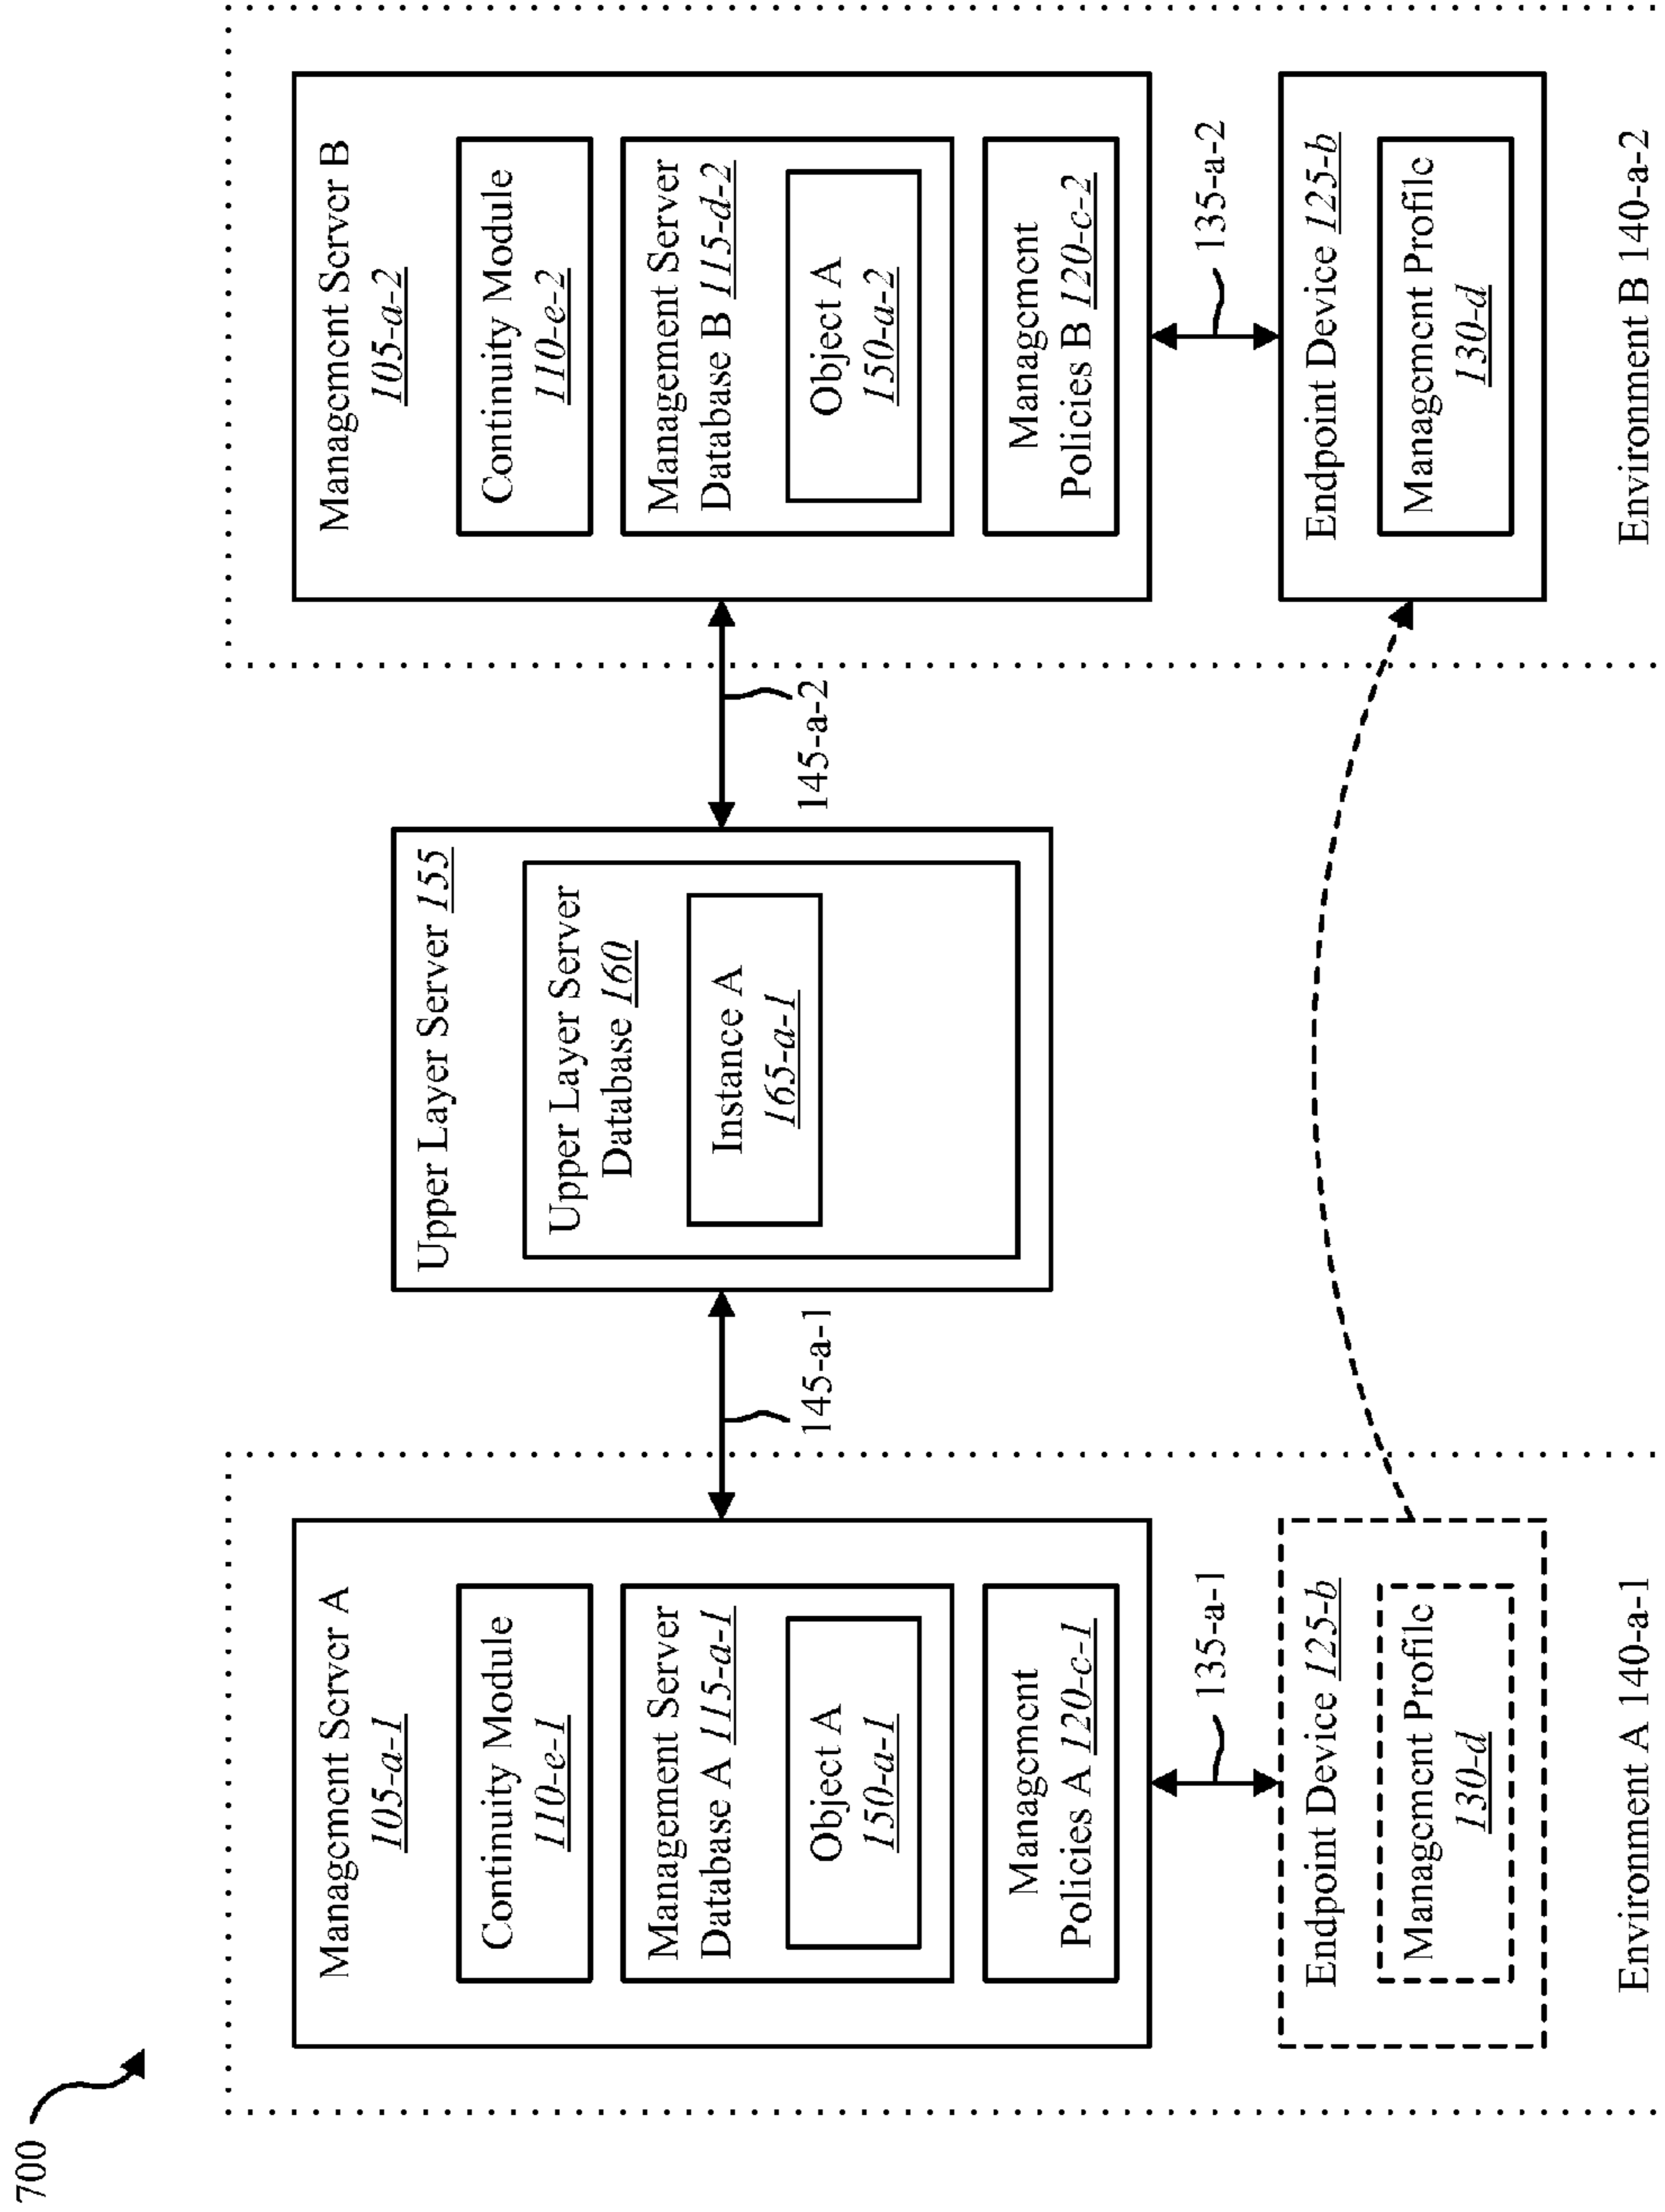 700
Management Server A
105-a-1
Continuity Module
110-e-1
Management Server
Database A 115-a-1
Object A
150-a-1
Management
Policies A 120-c-1
135-a-1
Endpoint Device 125-b
Management Profile
130-d
Environment A 140-a-1
145-a-1
Upper Layer Server 155
Upper Layer Server
Database 160
Instance A
165-a-1
145-a-2
Management Server B
105-a-2
Continuity Module
110-e-2
Management Server
Database B 115-d-2
Object A
150-a-2
Management
Policies B 120-c-2
135-a-2
Endpoint Device 125-b
Management Profile
130-d
Environment B 140-a-2